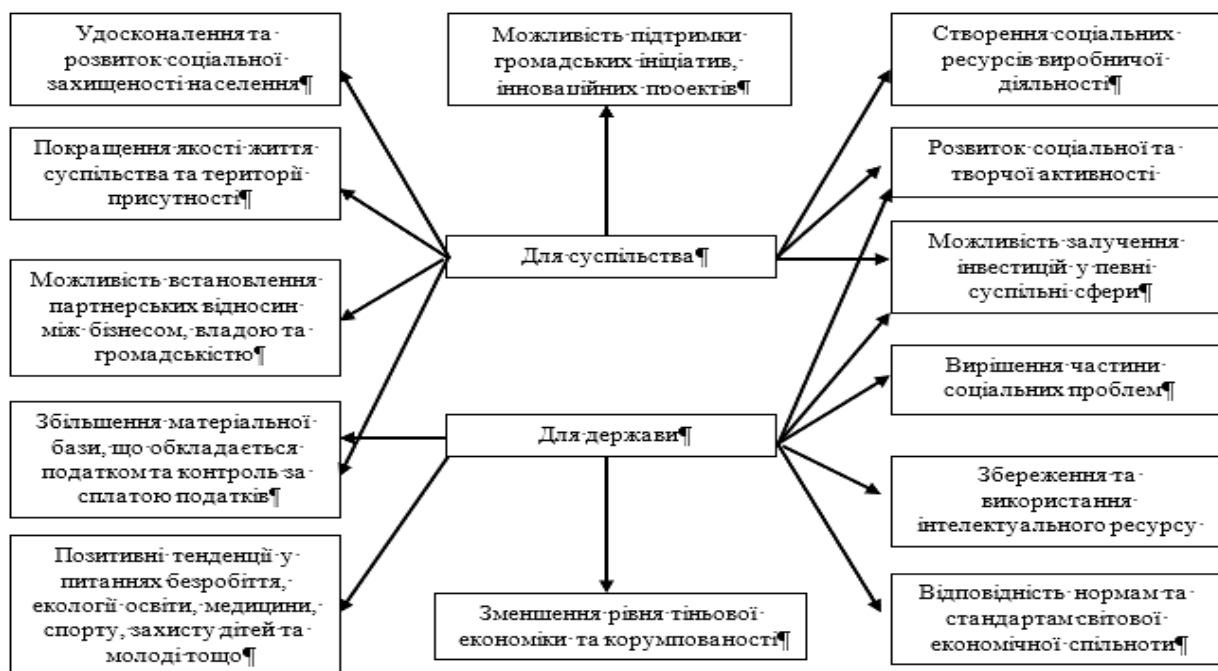 Удосконалення та
розвиток соціальної
захищеності населення¶
Можливість підтримки
громадських ініціатив,
інноваційних проектів¶
Створення соціальних
ресурсів виробничої
діяльності¶
Покращення якості життя
суспільства та території
присутності¶
Розвиток соціальної та
творчої активності
Для суспільства¶
Можливість залучення
інвестицій у певні
суспільні сфери¶
Можливість встановлення
партнерських відносин
між бізнесом, владою та
громадськістю¶
Вирішення частини
соціальних проблем¶
Збільшення матеріальної
бази, що обкладається
податком та контроль за
сплатою податків¶
Для держави¶
Збереження та
використання
інтелектуального ресурсу
Позитивні тенденції у
питаннях безробіття,
екології освіти, медицини,
спорту, захисту дітей та
молоді тощо¶
Зменшення рівня тіньової
економіки та корумпованості¶
Відповідність нормам та
стандартам світової
економічної спільноти¶